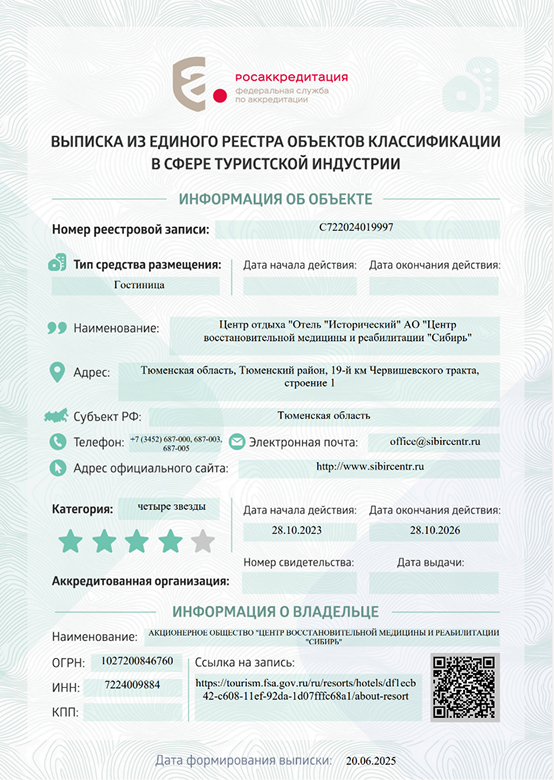 росаккредитация
федеральная служба
по аккредитации
ВЫПИСКА ИЗ ЕДИНОГО РЕЕСТРА ОБЪЕКТОВ КЛАССИФИКАЦИИ
В СФЕРЕ ТУРИСТСКОЙ ИНДУСТРИИ
ИНФОРМАЦИЯ ОБ ОБЪЕКТЕ
Номер реестровой записи: С722024019997
Тип средства размещения: Дата начала действия: Дата окончания действия:
Гостиница
Наименование: Центр отдыха "Отель "Исторический" АО "Центр
восстановительной медицины и реабилитации "Сибирь"
Адрес: Тюменская область, Тюменский район, 19-й км Червишевского тракта,
строение 1
Субъект РФ: Тюменская область
Телефон: +7 (3452) 687-000, 687-003,
687-005
Электронная почта: office@sibircentr.ru
Адрес официального сайта: http://www.sibircentr.ru
Категория: четыре звезды Дата начала действия: Дата окончания действия:
28.10.2023 28.10.2026
Номер свидетельства: Дата выдачи:
Аккредитованная организация:
ИНФОРМАЦИЯ О ВЛАДЕЛЬЦЕ
Наименование: АКЦИОНЕРНОЕ ОБЩЕСТВО "ЦЕНТР ВОССТАНОВИТЕЛЬНОЙ МЕДИЦИНЫ И РЕАБИЛИТАЦИИ
"СИБИРЬ"
ОГРН: 1027200846760 Ссылка на запись:
ИНН: 7224009884 https://tourism.fsa.gov.ru/ru/resorts/hotels/df1ecb
42-c608-11ef-92da-1d07fffc68a1/about-resort
КПП:
Дата формирования выписки: 20.06.2025